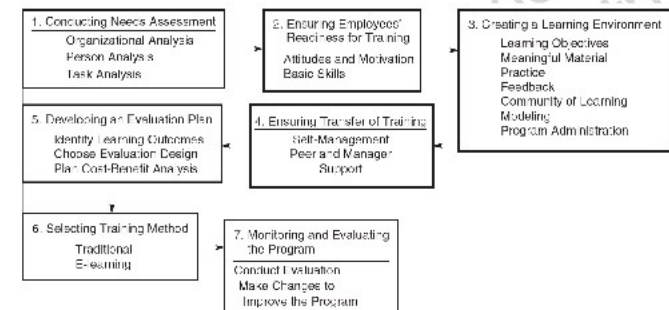 1. Conducting Needs Assessment
Organizational Analysis
Person Analysis
Task Analysis
2. Ensuring Employees'
Readiness for Training
Attitudes and Motivation
Basic Skills
3. Creating a Learning Environment
Learning Objectives
Meaningful Material
Practice
Feedback
Community of Learning
Modeling
Program Administration
4. Ensuring Transfer of Training
Self-Management
Peer and Manager
Support
5. Developing an Evaluation Plan
Identify Learning Outcomes
Choose Evaluation Design
Plan Cost-Benefit Analysis
6. Selecting Training Method
Traditional
E-learning
7. Monitoring and Evaluating
the Program
Conduct Evaluation
Make Changes to
Improve the Program